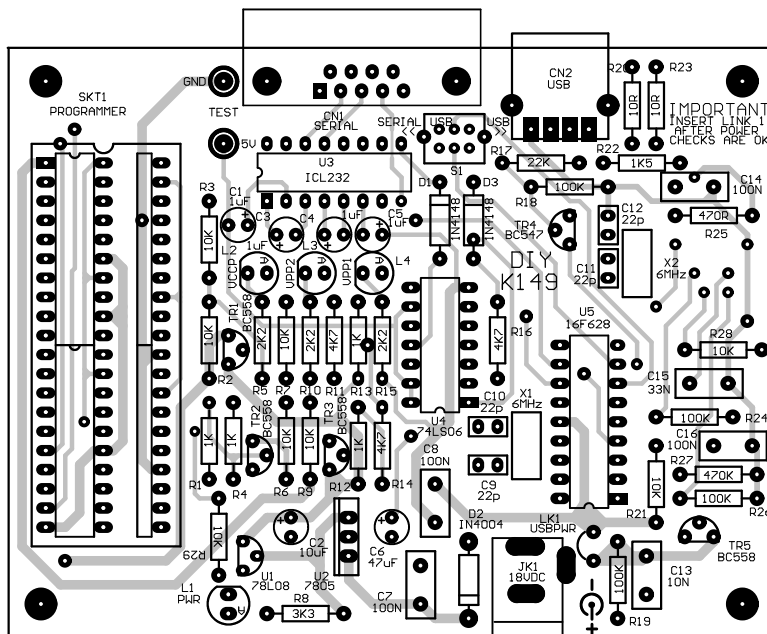 GND
TEST
5V
SKT1
PROGRAMMER
CN1
SERIAL
CN2
USB
R20
R23
10R
10R
IMPORTANT
INSERT LINK 1
AFTER POWER
CHECKS ARE OK
SERIAL
USB
USB
<<
>>
S1
U3
ICL232
R17
22K
R22
1K5
R18
100K
C14
100N
470R
R25
D1
1N4148
D3
1N4148
TR4
BC547
C12
22p
C11
22p
X2
6MHz
R3
10K
C1
1uF
C3
1uF
C4
1uF
C5
1uF
L2
VCCP
L3
VPP2
VPP1
L4
A
A
A
DIY
K149
U5
16F628
TR1
BC558
10K
R2
2K2
10K
2K2
4K7
1K
2K2
R5
R7
R10
R11
R13
R15
4K7
R16
R28
10K
C15
33N
100K
R24
C16
100N
R27
470K
100K
R26
U4
74LS06
C10
22p
X1
6MHz
C9
22p
C8
100N
1K
1K
R1
R4
TR2
BC558
10K
10K
R6
R9
TR3
BC558
1K
4K7
R12
R14
10K
R21
10K
R29
U1
78L08
C2
10uF
U2
7805
C6
47uF
D2
IN4004
LK1
USBPWR
JK1
18VDC
TR5
BC558
100K
R19
C13
10N
L1
PWR
A
R8
3K3
C7
100N
-
+